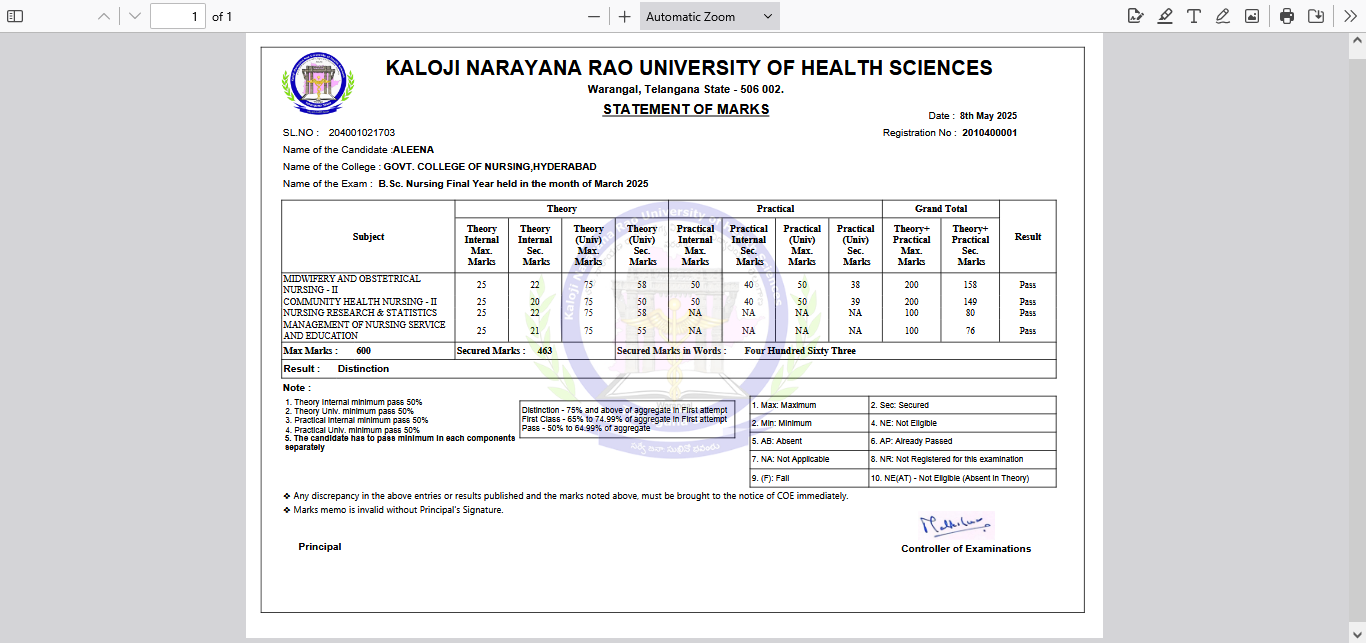 1 of 1
Automatic Zoom
KALOJI NARAYANA RAO UNIVERSITY OF HEALTH SCIENCES
Warangal, Telangana State - 506 002.
STATEMENT OF MARKS
Date : 8th May 2025
SL.NO : 204001021703
Registration No : 2010400001
Name of the Candidate :ALEENA
Name of the College : GOVT. COLLEGE OF NURSING,HYDERABAD
Name of the Exam : B.Sc. Nursing Final Year held in the month of March 2025
Subject Theory Practical Grand Total Result
Theory Internal Max. Marks Theory Internal Sec. Marks Theory (Univ) Max. Marks Theory (Univ) Sec. Marks Practical Internal Max. Marks Practical Internal Sec. Marks Practical (Univ) Max. Marks Practical (Univ) Sec. Marks Theory+ Practical Max. Marks Theory+ Practical Sec. Marks
MIDWIFERY AND OBSTETRICAL NURSING - II 25 22 75 58 50 40 50 38 200 158 Pass
COMMUNITY HEALTH NURSING - II 25 20 75 50 50 40 50 39 200 149 Pass
NURSING RESEARCH & STATISTICS 25 22 75 58 NA NA NA NA 100 80 Pass
MANAGEMENT OF NURSING SERVICE AND EDUCATION 25 21 75 55 NA NA NA NA 100 76 Pass
Max Marks : 600 Secured Marks : 463 Secured Marks in Words : Four Hundred Sixty Three
Result : Distinction
Note :
1. Theory Internal minimum pass 50%
2. Theory Univ. minimum pass 50%
3. Practical Internal minimum pass 50%
4. Practical Univ. minimum pass 50%
5. The candidate has to pass minimum in each components
separately
Distinction - 75% and above of aggregate in First attempt
First Class - 65% to 74.99% of aggregate in First attempt
Pass - 50% to 64.99% of aggregate
1. Max: Maximum 2. Sec: Secured
2. Min: Minimum 4. NE: Not Eligible
5. AB: Absent 6. AP: Already Passed
7. NA: Not Applicable 8. NR: Not Registered for this examination
9. (F): Fail 10. NE(AT) - Not Eligible (Absent in Theory)
❖ Any discrepancy in the above entries or results published and the marks noted above, must be brought to the notice of COE immediately.
❖ Marks memo is invalid without Principal's Signature.
Principal
Controller of Examinations